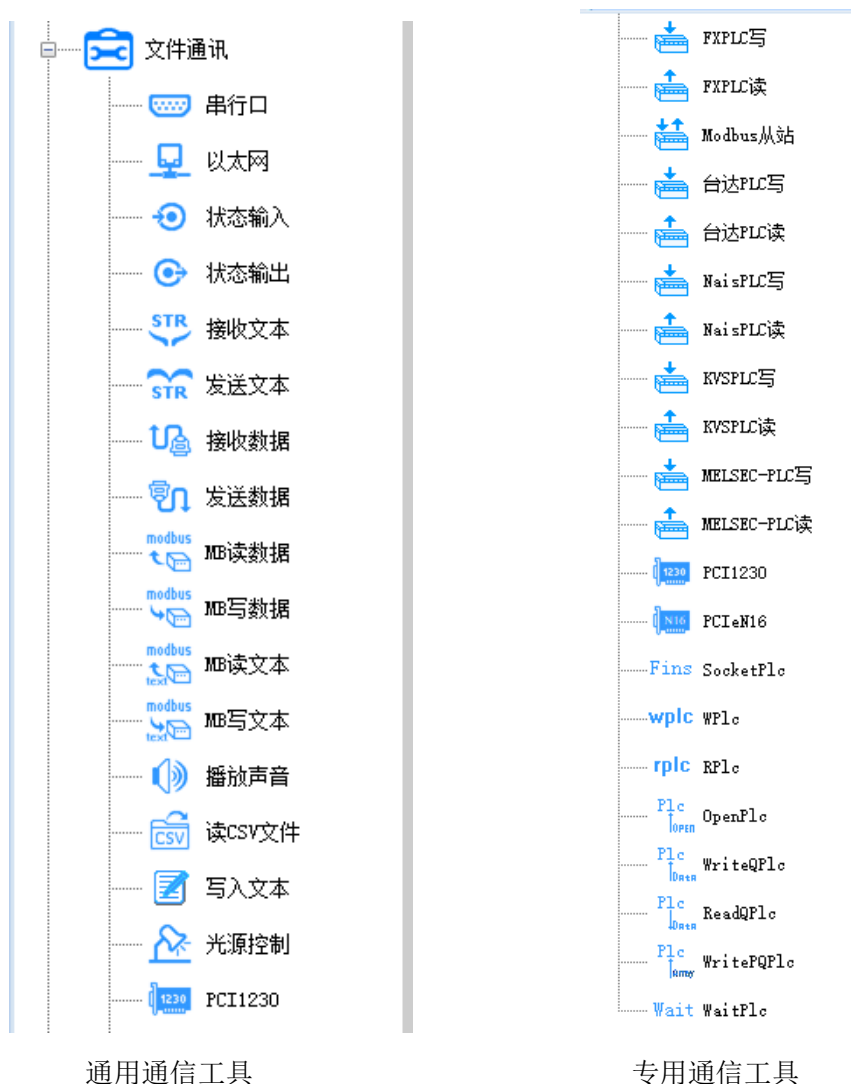 文件通讯
串行口
以太网
状态输入
状态输出
STR 接收文本
STR 发送文本
接收数据
发送数据
modbus MB读数据
modbus MB写数据
modbus text MB读文本
modbus text MB写文本
播放声音
CSV 读CSV文件
写入文本
光源控制
1230 PCI1230
通用通信工具
FXPLC写
FXPLC读
Modbus从站
台达PLC写
台达PLC读
NaisPLC写
NaisPLC读
KVSPLC写
KVSPLC读
MELSEC-PLC写
MELSEC-PLC读
1230 PCI1230
N16 PCIeN16
Fins SocketPlc
wplc WPlc
rplc RPlc
Plc OPEN OpenPlc
Plc Data WriteQPlc
Plc Data ReadQPlc
Plc Array WritePQPlc
Wait WaitPlc
专用通信工具